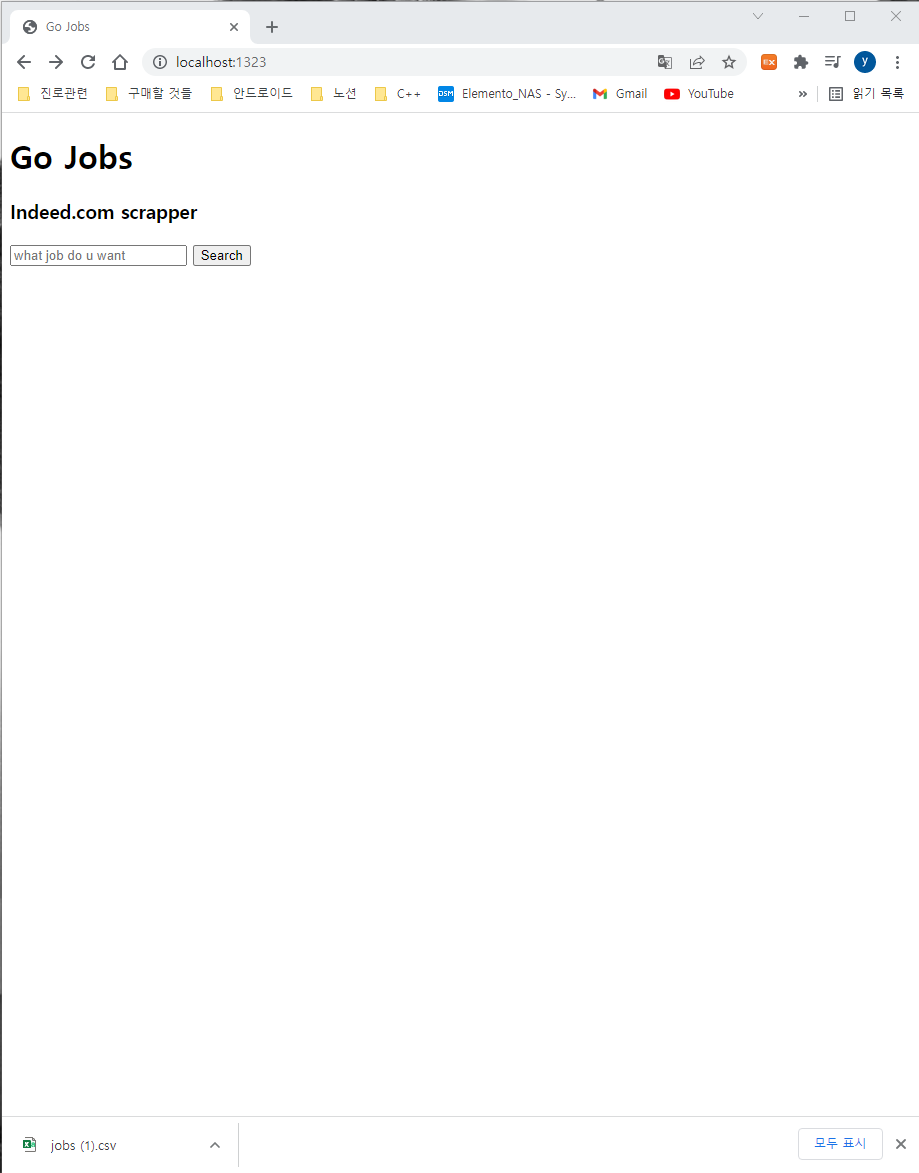 Go Jobs
localhost:1323
EX
y
진로관련 구매할 것들 안드로이드 노션 C++ DSM Elemento_NAS - Sy... Gmail YouTube » 읽기 목록
Go Jobs
Indeed.com scrapper
what job do u want Search
jobs (1).csv 모두 표시